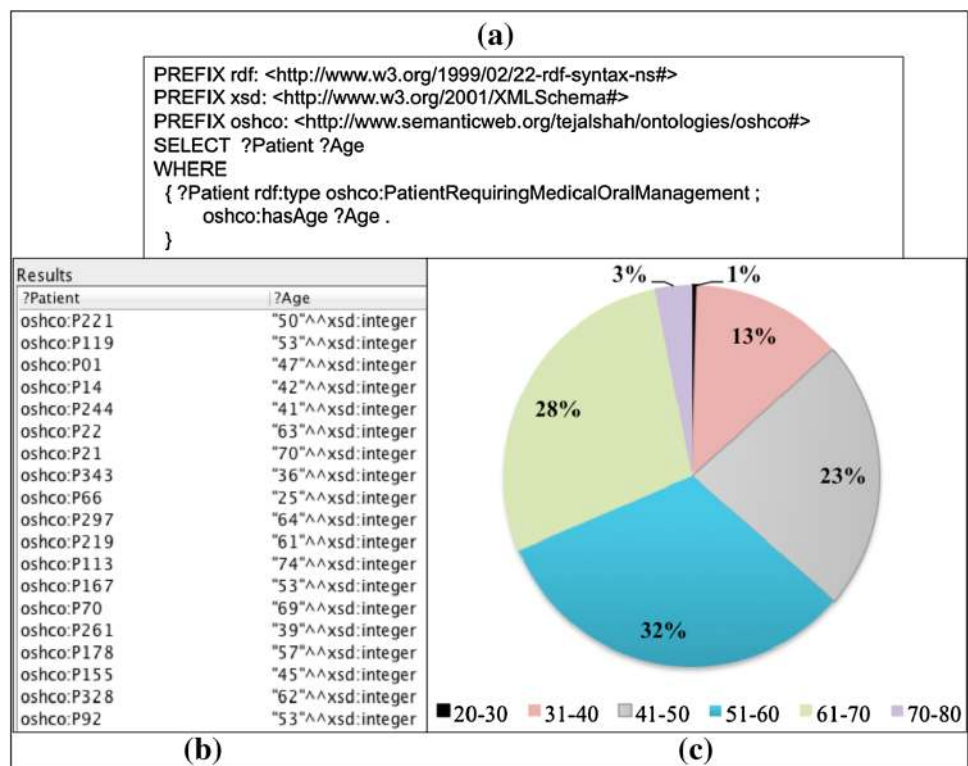 (a)
PREFIX rdf: <http://www.w3.org/1999/02/22-rdf-syntax-ns#>
PREFIX xsd: <http://www.w3.org/2001/XMLSchema#>
PREFIX oshco: <http://www.semanticweb.org/tejalshah/ontologies/oshco#>
SELECT ?Patient ?Age
WHERE
{ ?Patient rdf:type oshco:PatientRequiringMedicalOralManagement ;
oshco:hasAge ?Age .
}
Results
?Patient ?Age
oshco:P221 "50"^^xsd:integer
oshco:P119 "53"^^xsd:integer
oshco:P01 "47"^^xsd:integer
oshco:P14 "42"^^xsd:integer
oshco:P244 "41"^^xsd:integer
oshco:P22 "63"^^xsd:integer
oshco:P21 "70"^^xsd:integer
oshco:P343 "36"^^xsd:integer
oshco:P66 "25"^^xsd:integer
oshco:P297 "64"^^xsd:integer
oshco:P219 "61"^^xsd:integer
oshco:P113 "74"^^xsd:integer
oshco:P167 "53"^^xsd:integer
oshco:P70 "69"^^xsd:integer
oshco:P261 "39"^^xsd:integer
oshco:P178 "57"^^xsd:integer
oshco:P155 "45"^^xsd:integer
oshco:P328 "62"^^xsd:integer
oshco:P92 "53"^^xsd:integer
(b)
3% 1%
13%
28%
23%
32%
20-30 31-40 41-50 51-60 61-70 70-80
(c)